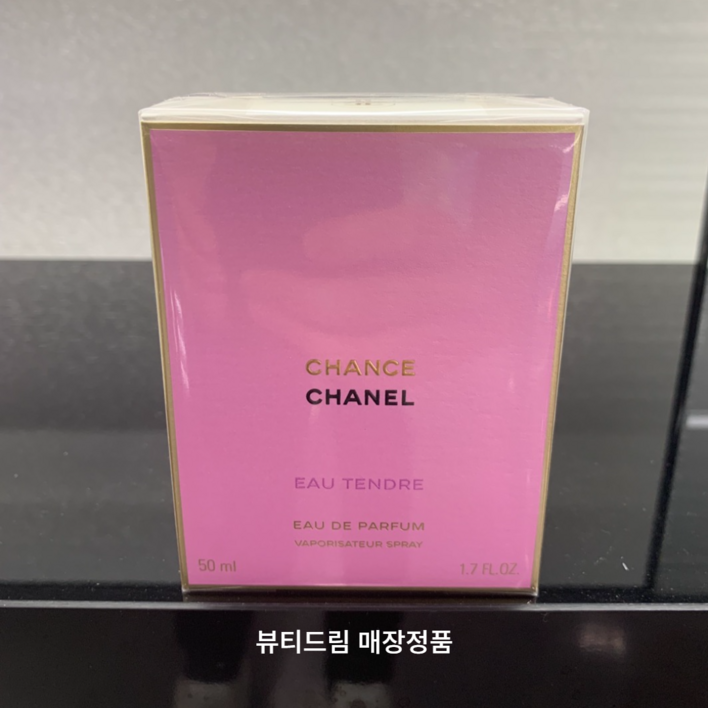 CHANCE
CHANEL
EAU TENDRE
EAU DE PARFUM
VAPORISATEUR SPRAY
50 ml 1.7 FL.OZ.
뷰티드림 매장정품